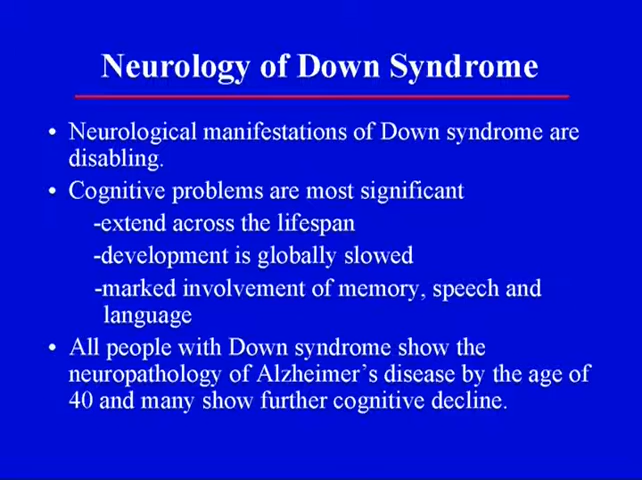 Neurology of Down Syndrome
• Neurological manifestations of Down syndrome are
disabling.
• Cognitive problems are most significant
-extend across the lifespan
-development is globally slowed
-marked involvement of memory, speech and
language
• All people with Down syndrome show the
neuropathology of Alzheimer's disease by the age of
40 and many show further cognitive decline.